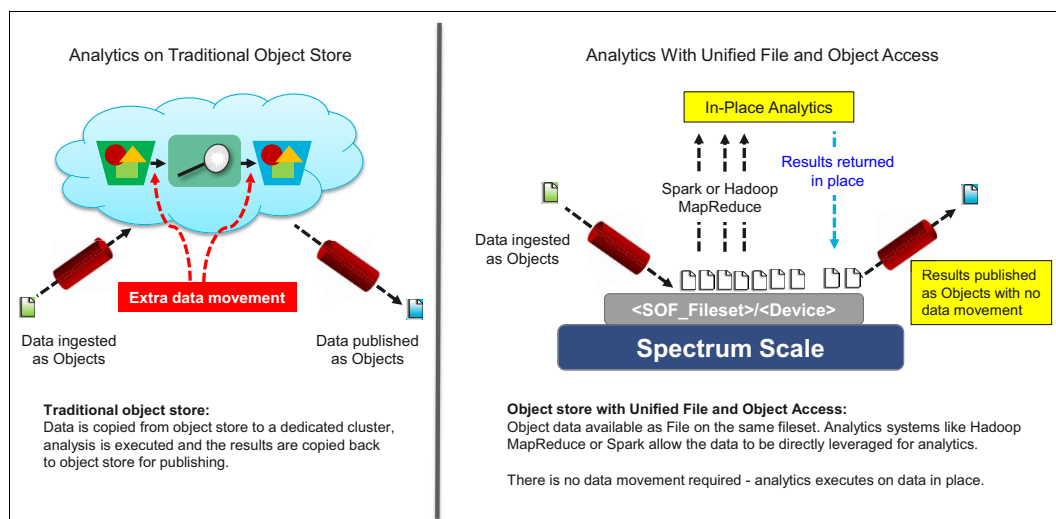 Analytics on Traditional Object Store
Extra data movement
Data ingested
as Objects
Data published
as Objects
Traditional object store:
Data is copied from object store to a dedicated cluster,
analysis is executed and the results are copied back
to object store for publishing.
Analytics With Unified File and Object Access
In-Place Analytics
Spark or Hadoop
MapReduce
Results returned
in place
Data ingested
as Objects
Results published
as Objects with no
data movement
<SOF_Fileset>/<Device>
Spectrum Scale
Object store with Unified File and Object Access:
Object data available as File on the same fileset. Analytics systems like Hadoop
MapReduce or Spark allow the data to be directly leveraged for analytics.
There is no data movement required - analytics executes on data in place.